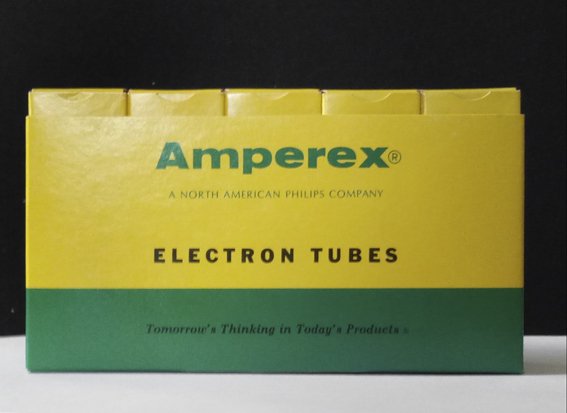 Amperex®
A NORTH AMERICAN PHILIPS COMPANY
ELECTRON TUBES
Tomorrow's Thinking in Today's Products ®